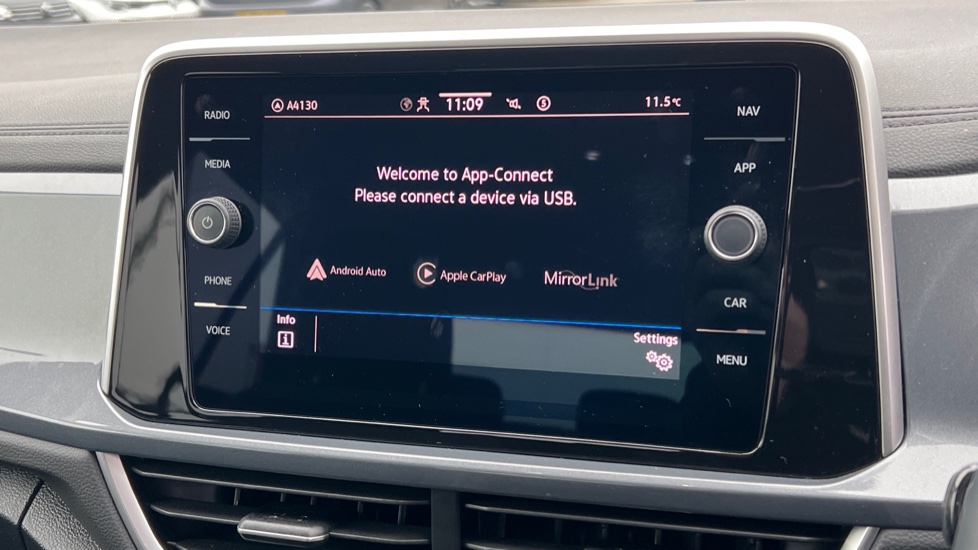 RADIO
MEDIA
PHONE
VOICE
A4130
11:09
5
11.5°C
Welcome to App-Connect
Please connect a device via USB.
Android Auto
Apple CarPlay
MirrorLink
Info
Settings
NAV
APP
CAR
MENU